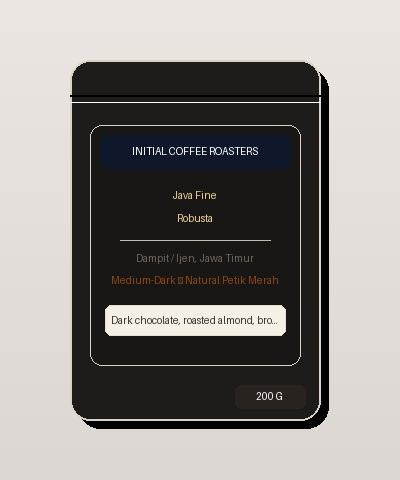 INITIAL COFFEE ROASTERS
Java Fine
Robusta
Dampit / Ijen, Jawa Timur
Medium-Dark ▯ Natural Petik Merah
Dark chocolate, roasted almond, bro...
200 G